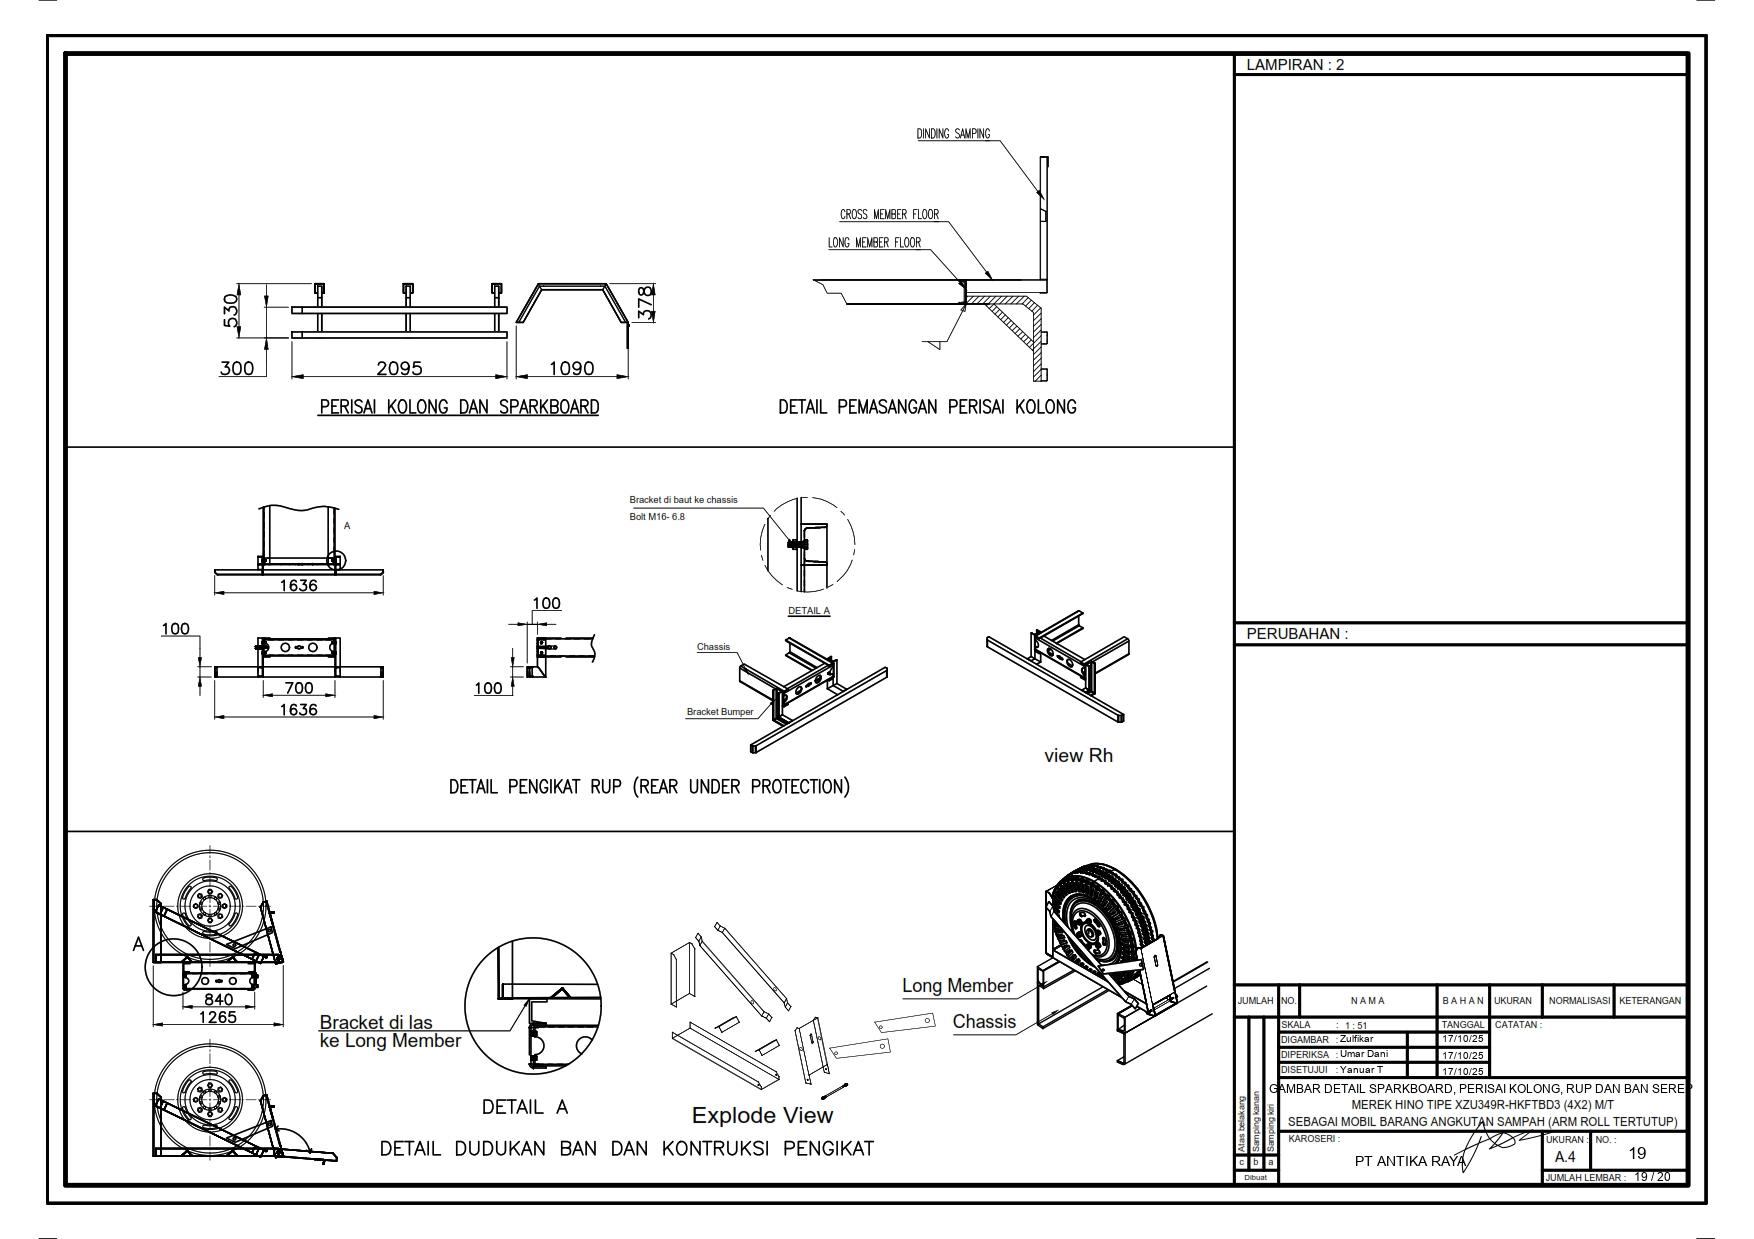 LAMPIRAN : 2
DINDING SAMPING
CROSS MEMBER FLOOR
LONG MEMBER FLOOR
530
300
2095
1090
378
PERISAI KOLONG DAN SPARKBOARD
DETAIL PEMASANGAN PERISAI KOLONG
A
1636
100
700
1636
100
100
Bracket di baut ke chassis
Bolt M16- 6.8
DETAIL A
Chassis
Bracket Bumper
view Rh
DETAIL PENGIKAT RUP (REAR UNDER PROTECTION)
PERUBAHAN :
A
840
1265
Bracket di las
ke Long Member
DETAIL A
Explode View
Long Member
Chassis
DETAIL DUDUKAN BAN DAN KONTRUKSI PENGIKAT
JUMLAH NO. N A M A B A H A N UKURAN NORMALISASI KETERANGAN
SKALA : 1 : 51 TANGGAL CATATAN :
DIGAMBAR : Zulfikar 17/10/25
DIPERIKSA : Umar Dani 17/10/25
DISETUJUI : Yanuar T 17/10/25
GAMBAR DETAIL SPARKBOARD, PERISAI KOLONG, RUP DAN BAN SEREP
MEREK HINO TIPE XZU349R-HKFTBD3 (4X2) M/T
SEBAGAI MOBIL BARANG ANGKUTAN SAMPAH (ARM ROLL TERTUTUP)
KAROSERI :
PT ANTIKA RAYA
UKURAN : NO. :
A.4 19
JUMLAH LEMBAR : 19 / 20
Atas belakang
Samping kanan
Samping kiri
c b a
Dibuat